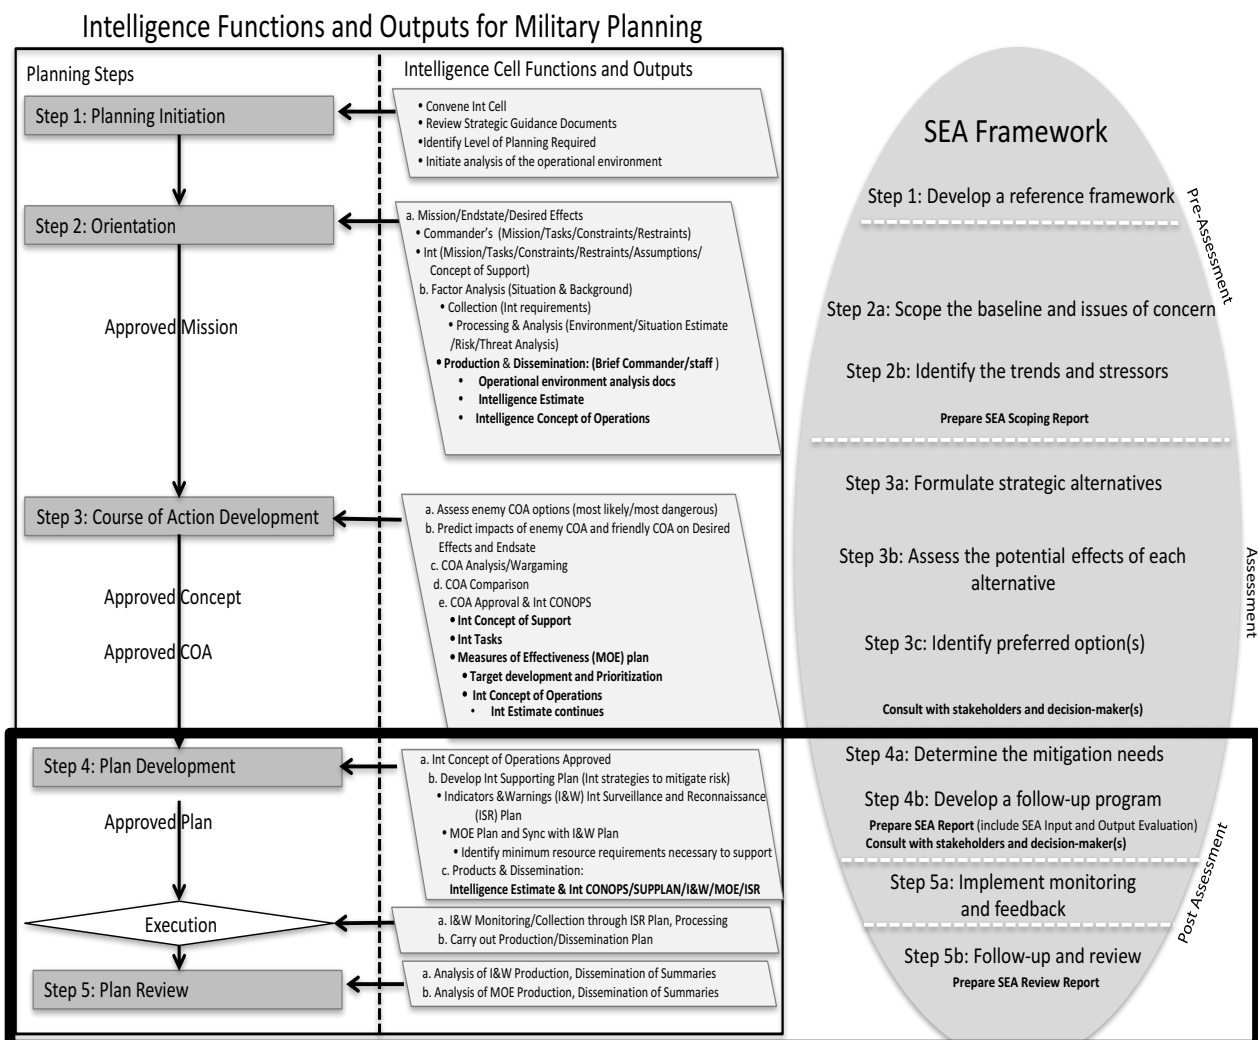 Intelligence Functions and Outputs for Military Planning
Planning Steps
Intelligence Cell Functions and Outputs
Step 1: Planning Initiation
• Convene Int Cell
• Review Strategic Guidance Documents
•Identify Level of Planning Required
• Initiate analysis of the operational environment
Step 2: Orientation
a. Mission/Endstate/Desired Effects
• Commander's (Mission/Tasks/Constraints/Restraints)
• Int (Mission/Tasks/Constraints/Restraints/Assumptions/
Concept of Support)
b. Factor Analysis (Situation & Background)
• Collection (Int requirements)
• Processing & Analysis (Environment/Situation Estimate
/Risk/Threat Analysis)
• Production & Dissemination: (Brief Commander/staff )
• Operational environment analysis docs
• Intelligence Estimate
• Intelligence Concept of Operations
Approved Mission
Step 3: Course of Action Development
a. Assess enemy COA options (most likely/most dangerous)
b. Predict impacts of enemy COA and friendly COA on Desired
Effects and Endsate
c. COA Analysis/Wargaming
d. COA Comparison
e. COA Approval & Int CONOPS
• Int Concept of Support
• Int Tasks
• Measures of Effectiveness (MOE) plan
• Target development and Prioritization
• Int Concept of Operations
• Int Estimate continues
Approved Concept
Approved COA
Step 4: Plan Development
a. Int Concept of Operations Approved
b. Develop Int Supporting Plan (Int strategies to mitigate risk)
• Indicators &Warnings (I&W) Int Surveillance and Reconnaissance
(ISR) Plan
• MOE Plan and Sync with I&W Plan
• Identify minimum resource requirements necessary to support
c. Products & Dissemination:
Intelligence Estimate & Int CONOPS/SUPPLAN/I&W/MOE/ISR
Approved Plan
Execution
a. I&W Monitoring/Collection through ISR Plan, Processing
b. Carry out Production/Dissemination Plan
Step 5: Plan Review
a. Analysis of I&W Production, Dissemination of Summaries
b. Analysis of MOE Production, Dissemination of Summaries
SEA Framework
Step 1: Develop a reference framework
Pre-Assessment
Step 2a: Scope the baseline and issues of concern
Step 2b: Identify the trends and stressors
Prepare SEA Scoping Report
Step 3a: Formulate strategic alternatives
Step 3b: Assess the potential effects of each
alternative
Assessment
Step 3c: Identify preferred option(s)
Consult with stakeholders and decision-maker(s)
Step 4a: Determine the mitigation needs
Step 4b: Develop a follow-up program
Prepare SEA Report (include SEA Input and Output Evaluation)
Consult with stakeholders and decision-maker(s)
Step 5a: Implement monitoring
and feedback
Post Assessment
Step 5b: Follow-up and review
Prepare SEA Review Report